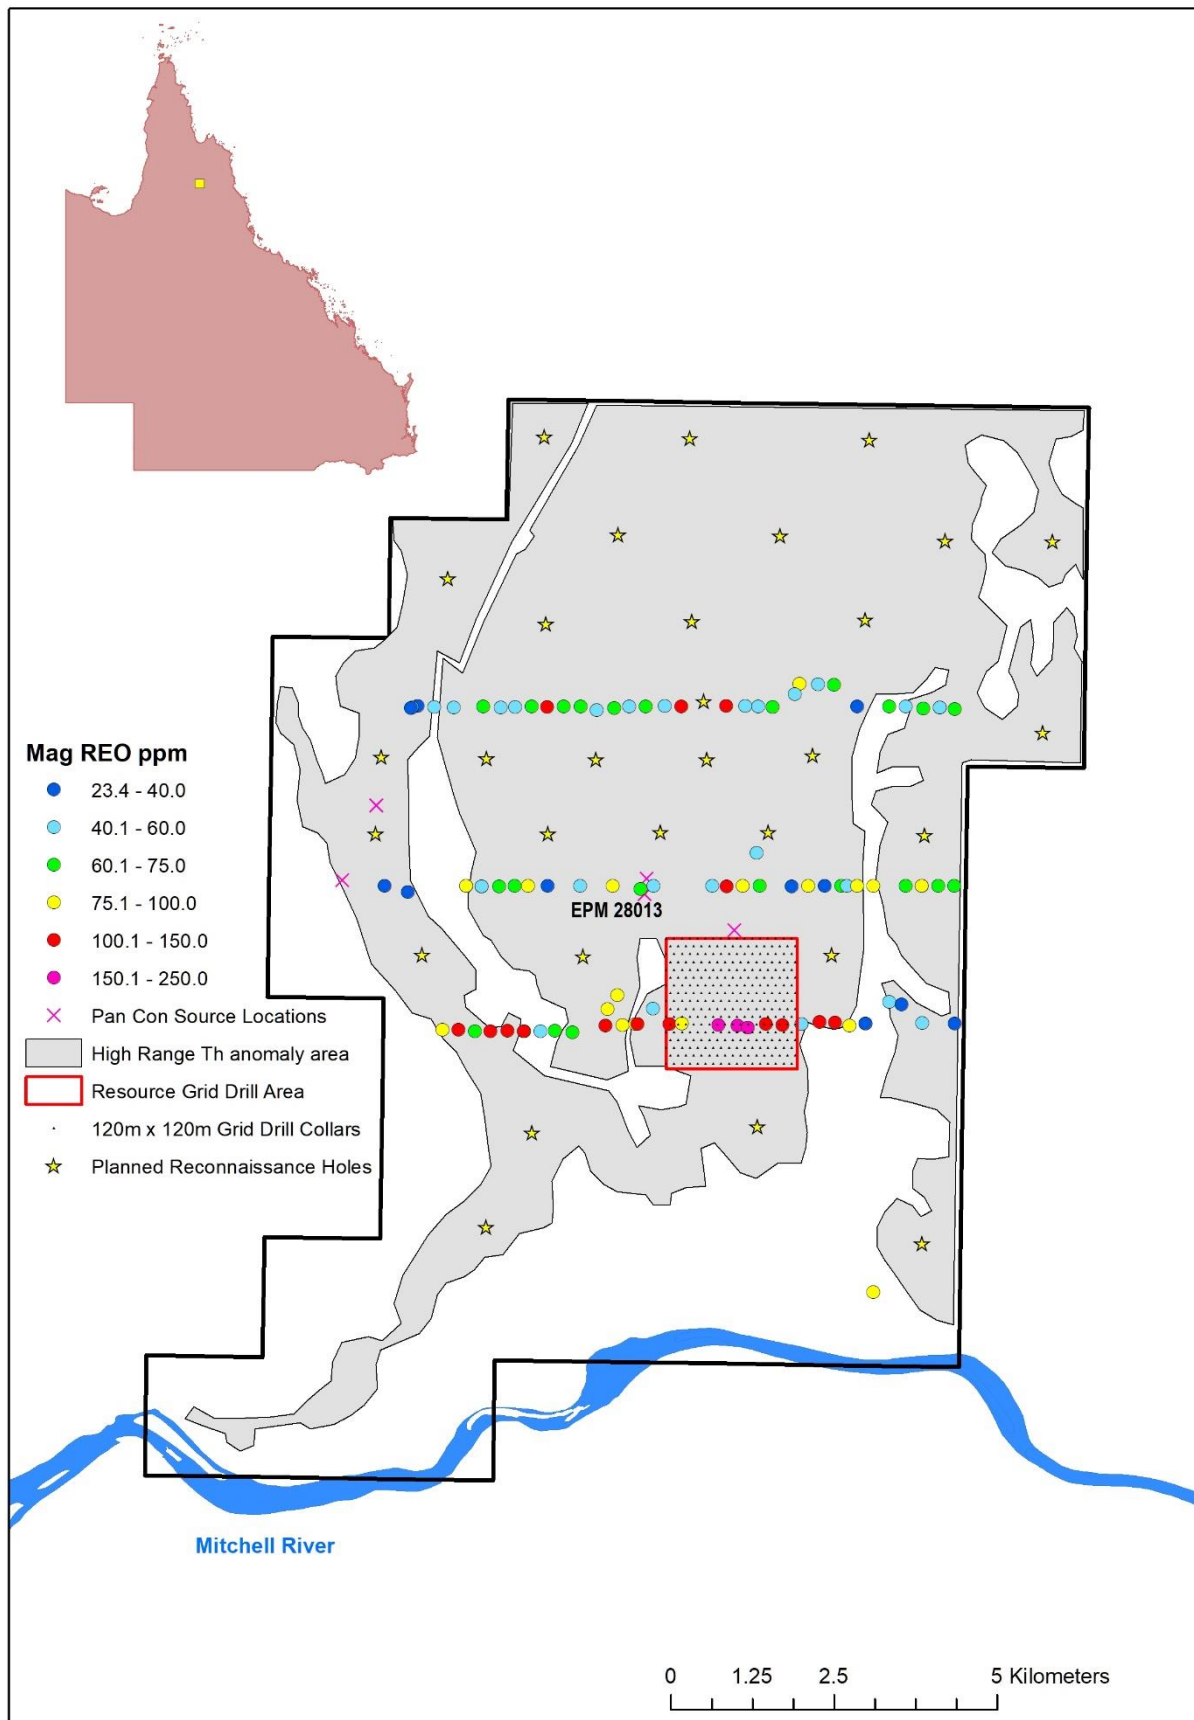 Mag REO ppm
23.4 - 40.0
40.1 - 60.0
60.1 - 75.0
75.1 - 100.0
100.1 - 150.0
150.1 - 250.0
Pan Con Source Locations
High Range Th anomaly area
Resource Grid Drill Area
120m x 120m Grid Drill Collars
Planned Reconnaissance Holes
EPM 28013
Mitchell River
0 1.25 2.5 5 Kilometers